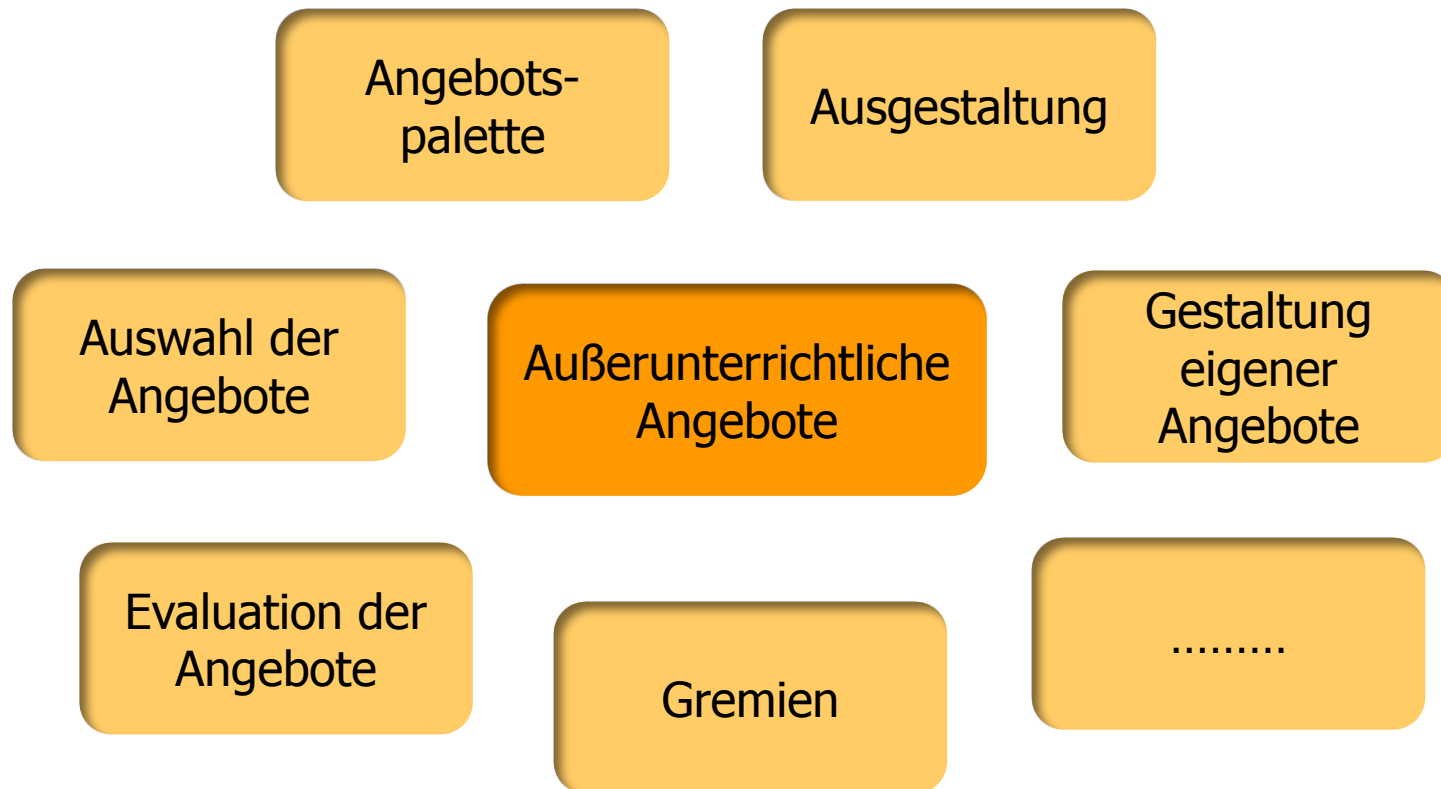 Angebots-
palette
Ausgestaltung
Auswahl der
Angebote
Außerunterrichtliche
Angebote
Gestaltung
eigener
Angebote
Evaluation der
Angebote
Gremien
.........